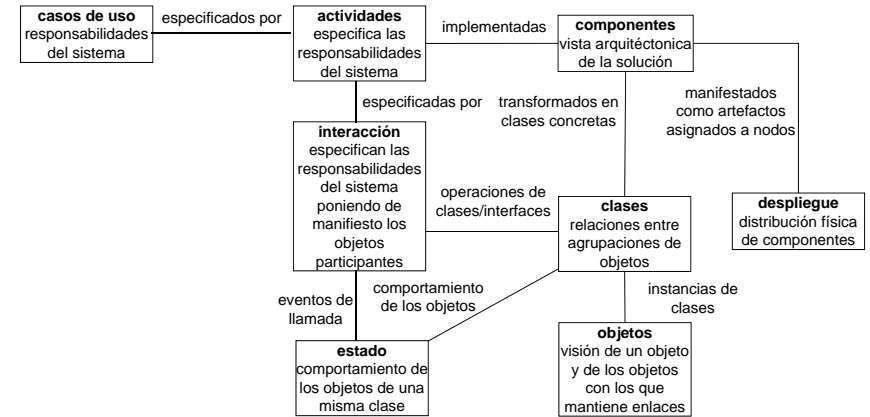 casos de uso
responsabilidades
del sistema
especificados por
actividades
especifica las
responsabilidades
del sistema
implementadas
componentes
vista arquitéctonica
de la solución
especificadas por
transformados en
clases concretas
manifestados
como artefactos
asignados a nodos
interacción
especifican las
responsabilidades
del sistema
poniendo de
manifiesto los
objetos
participantes
operaciones de
clases/interfaces
clases
relaciones entre
agrupaciones de
objetos
despliegue
distribución física
de componentes
eventos de
llamada
comportamiento
de los objetos
instancias de
clases
estado
comportamiento de
los objetos de una
misma clase
objetos
visión de un objeto
y de los objetos
con los que
mantiene enlaces